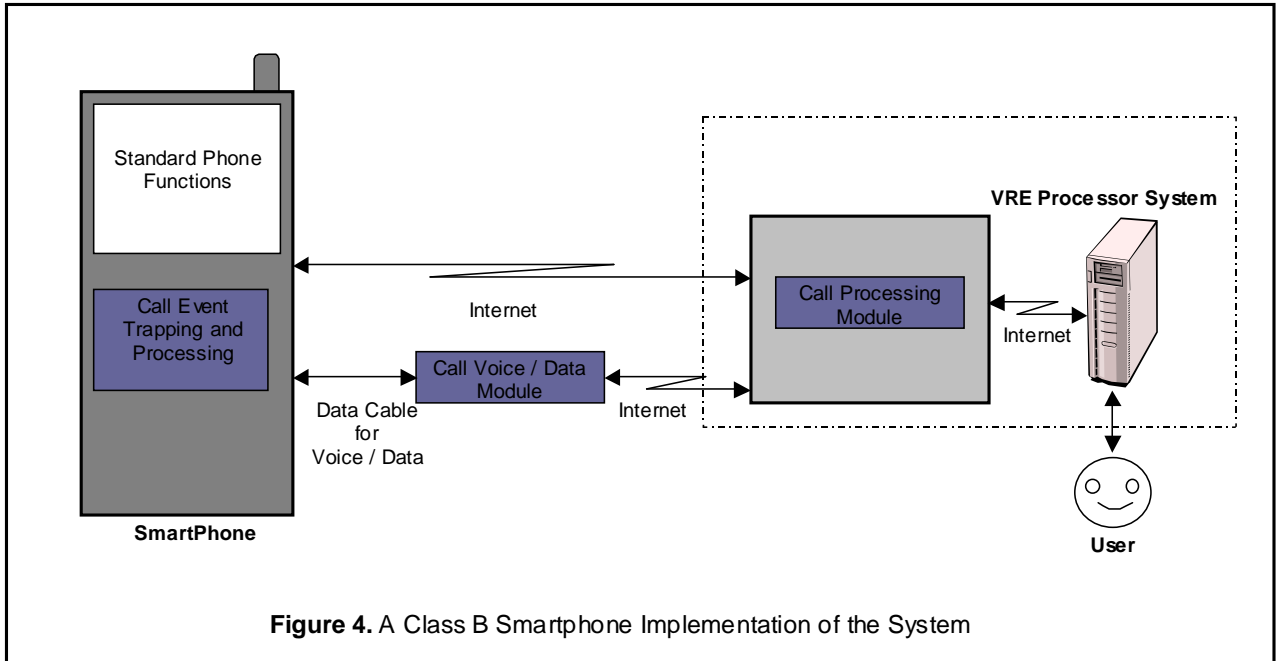 Standard Phone
Functions
Call Event
Trapping and
Processing
SmartPhone
Internet
Data Cable
for
Voice / Data
Call Voice / Data
Module
Internet
Call Processing
Module
Internet
VRE Processor System
User
Figure 4. A Class B Smartphone Implementation of the System